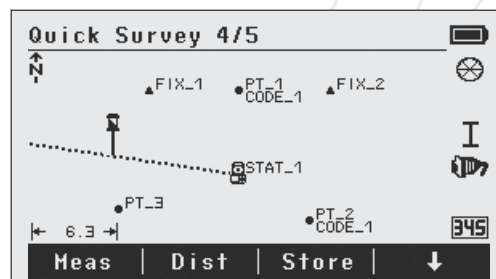 Quick Survey 4/5
N
FIX_1
PT_1
CODE_1
FIX_2
I
STAT_1
PT_3
PT_2
CODE_1
6.3
345
Meas | Dist | Store |